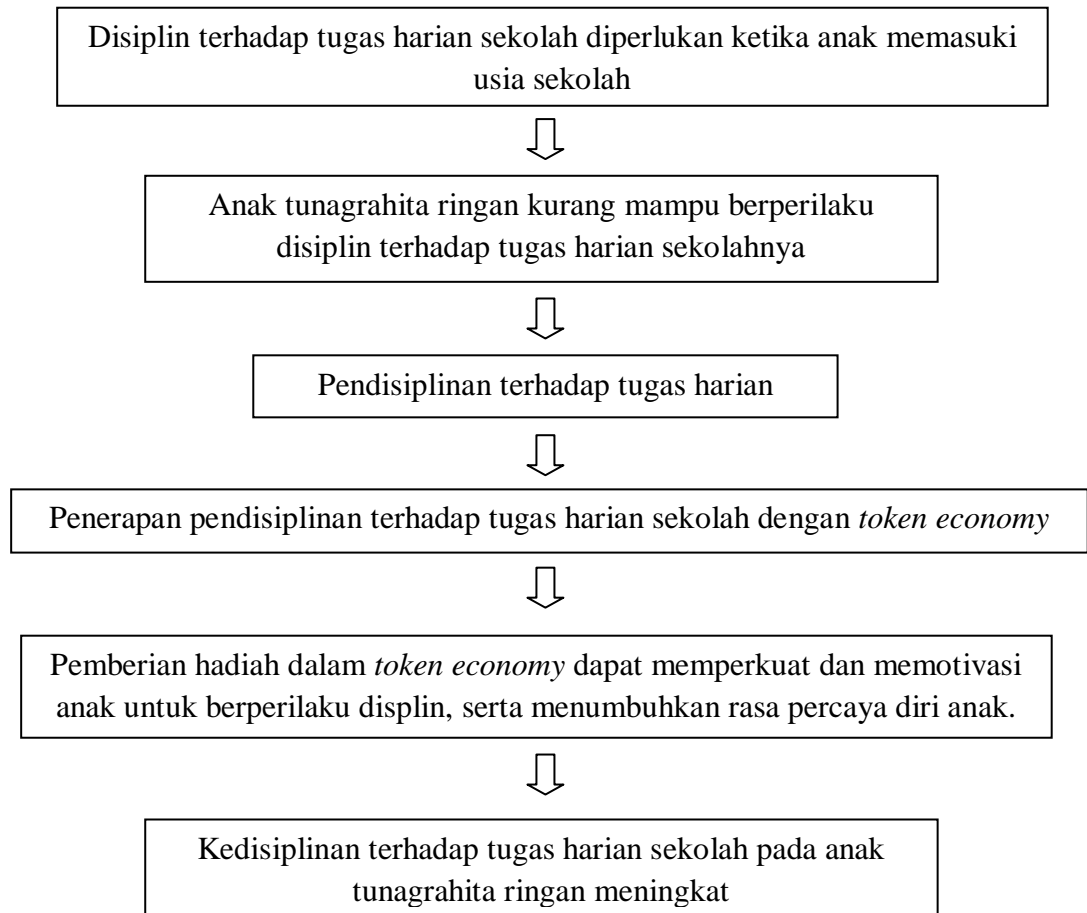 Disiplin terhadap tugas harian sekolah diperlukan ketika anak memasuki
usia sekolah
Anak tunagrahita ringan kurang mampu berperilaku
disiplin terhadap tugas harian sekolahnya
Pendisiplinan terhadap tugas harian
Penerapan pendisiplinan terhadap tugas harian sekolah dengan token economy
Pemberian hadiah dalam token economy dapat memperkuat dan memotivasi
anak untuk berperilaku displin, serta menumbuhkan rasa percaya diri anak.
Kedisiplinan terhadap tugas harian sekolah pada anak
tunagrahita ringan meningkat